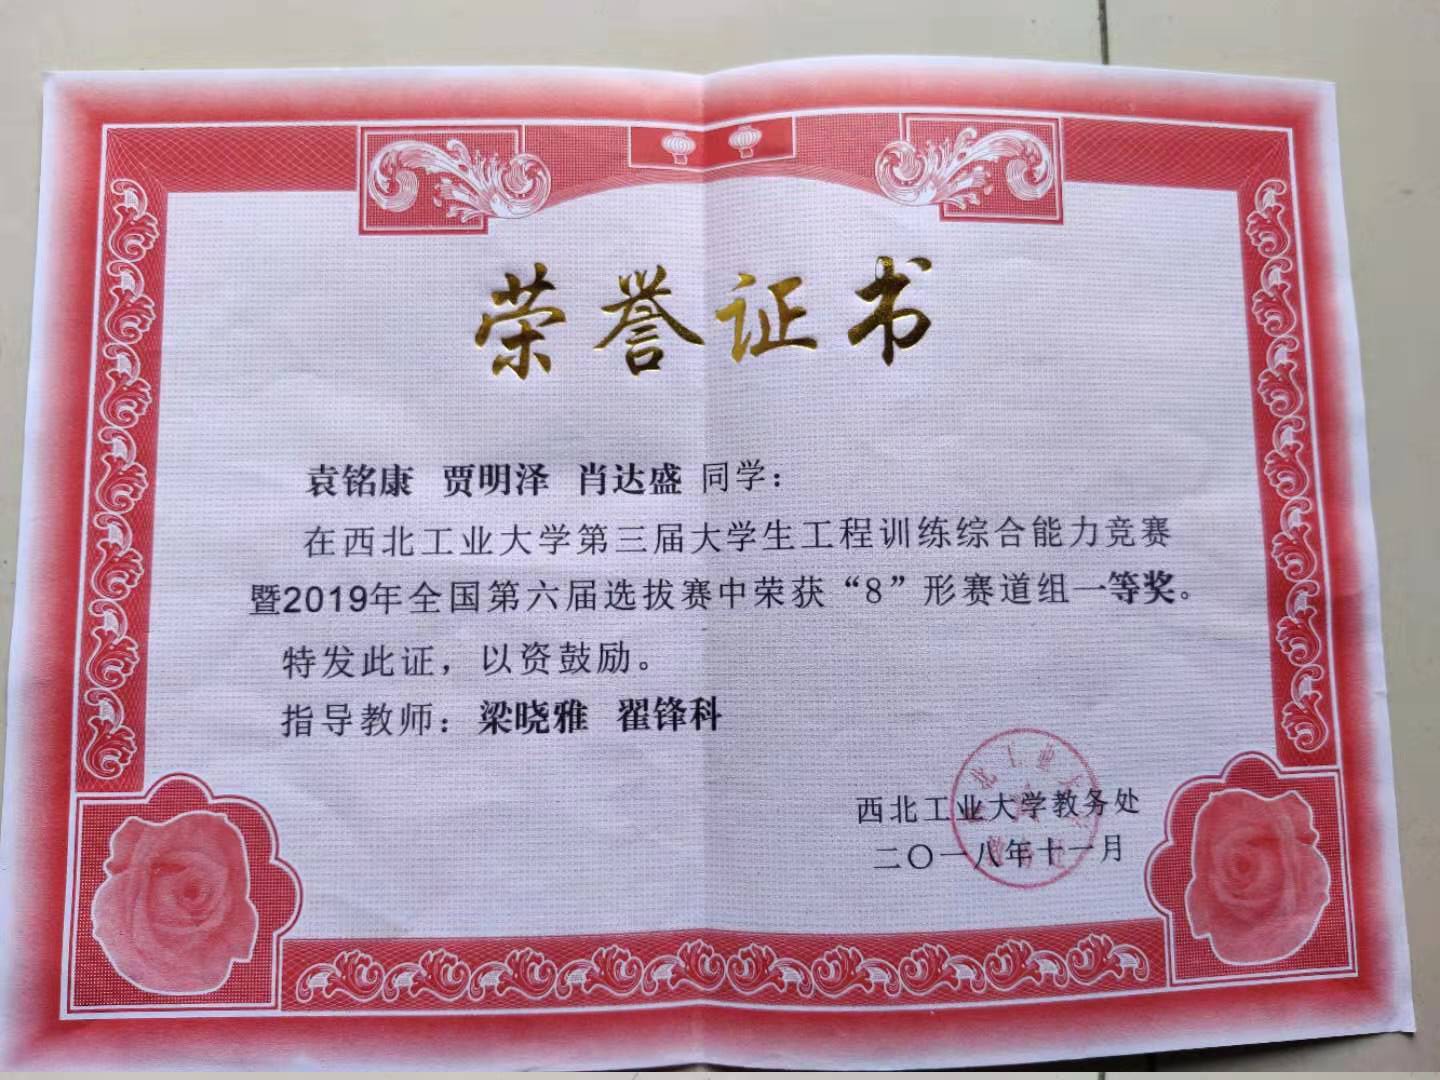 荣誉证书
袁铭康 贾明泽 肖达盛 同学：
在西北工业大学第三届大学生工程训练综合能力竞赛
暨2019年全国第六届选拔赛中荣获“8”形赛道组一等奖。
特发此证，以资鼓励。
指导教师：梁晓雅 翟锋科
西北工业大学教务处
二〇一八年十一月